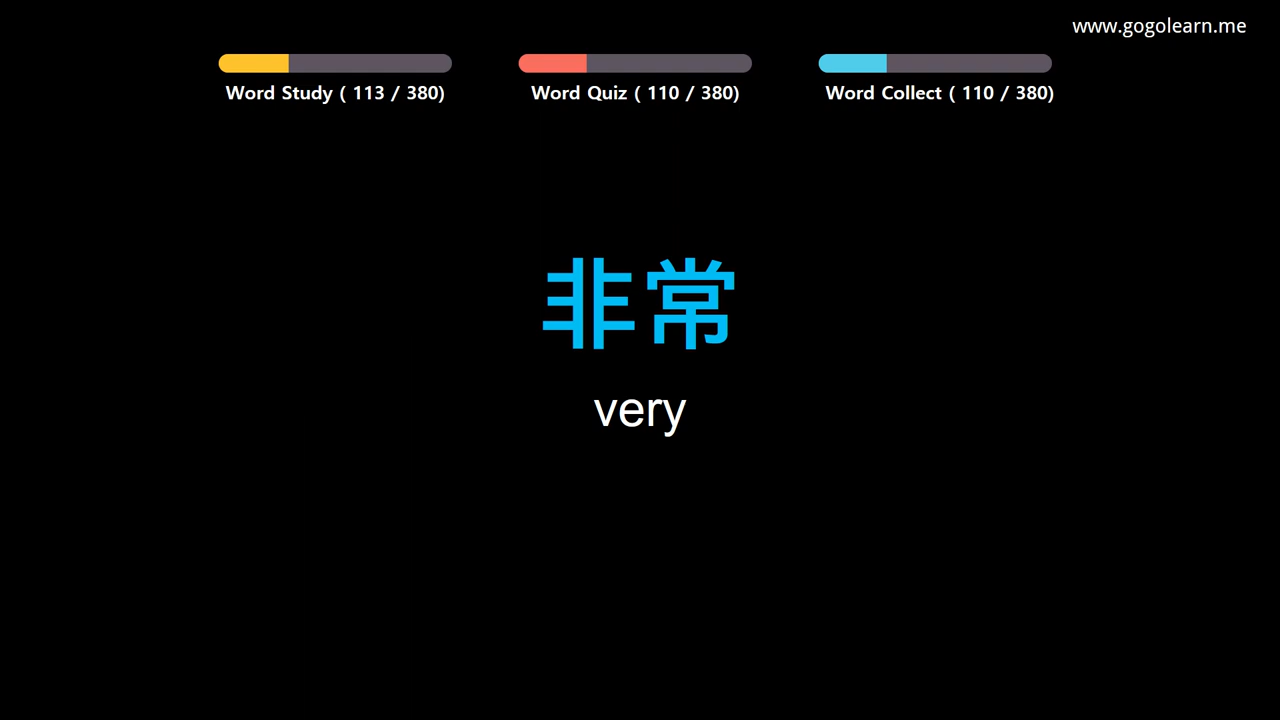 www.gogolearn.me
Word Study ( 113 / 380)
Word Quiz ( 110 / 380)
Word Collect ( 110 / 380)
非常
very